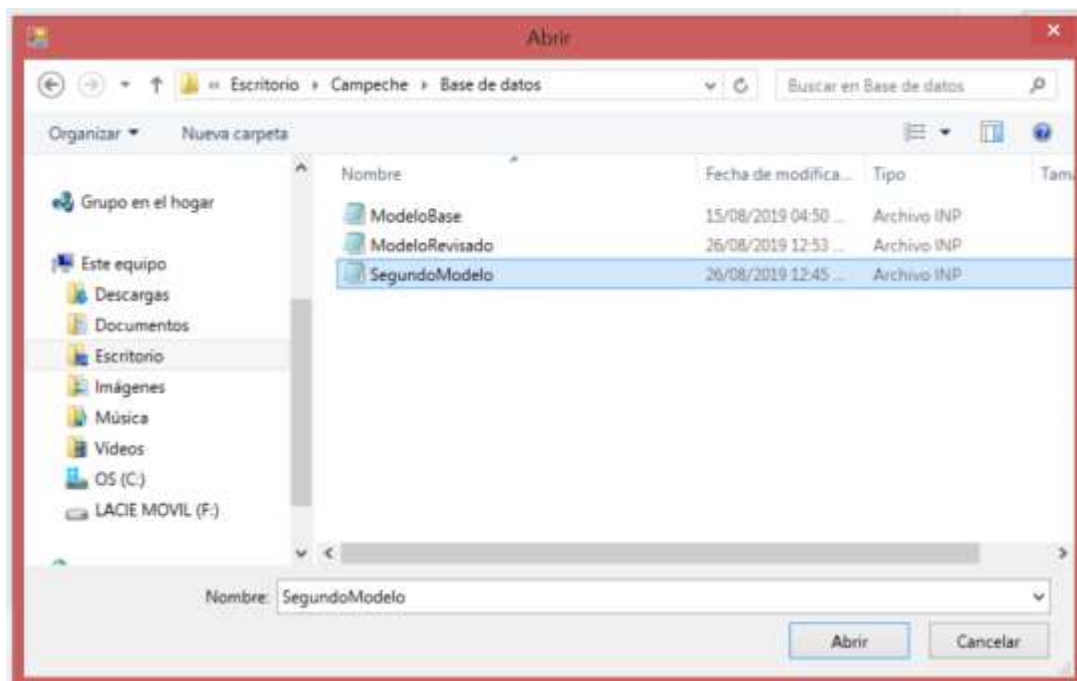 Abrir
« Escritorio Campeche Base de datos
Buscar en Base de datos
Organizar Nueva carpeta
Nombre Fecha de modifica... Tipo Tam
Grupo en el hogar
ModeloBase 15/08/2019 04:50 ... Archivo INP
ModeloRevisado 26/08/2019 12:53 ... Archivo INP
SegundoModelo 26/08/2019 12:45 ... Archivo INP
Este equipo
Descargas
Documentos
Escritorio
Imágenes
Música
Vídeos
OS (C:)
LACIE MOVIL (F:)
Nombre: SegundoModelo
Abrir Cancelar